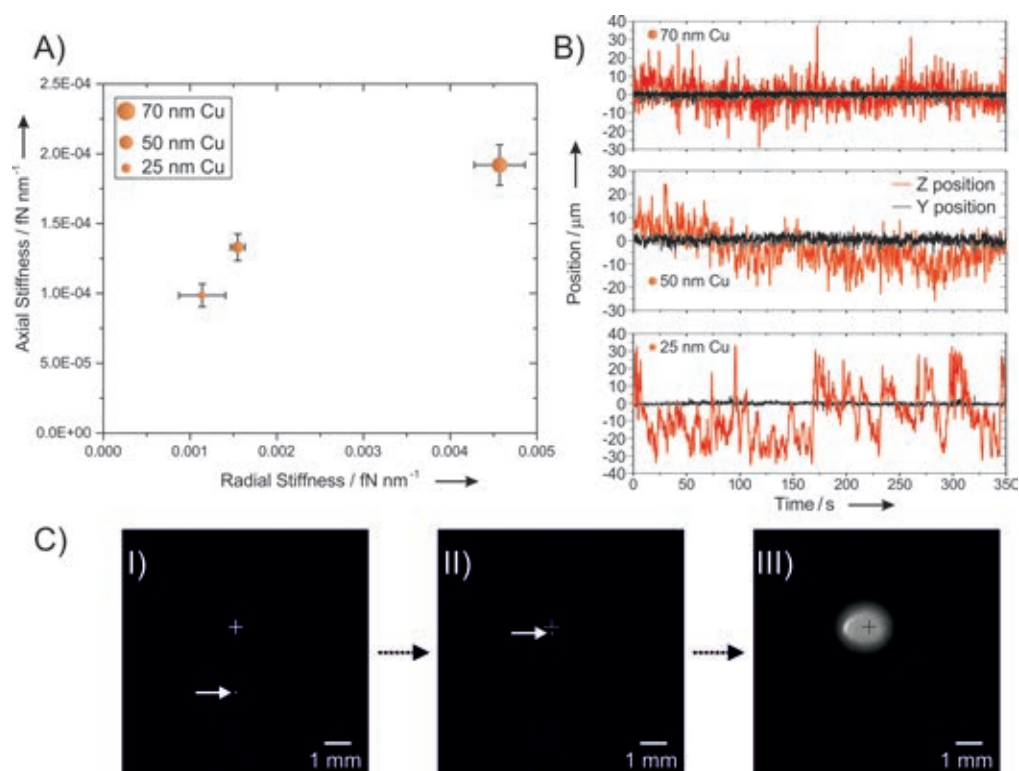 A)
Axial Stiffness / fN nm⁻¹
2.5E-04
2.0E-04
1.5E-04
1.0E-04
5.0E-05
0.0E+00
70 nm Cu
50 nm Cu
25 nm Cu
0.000 0.001 0.002 0.003 0.004 0.005
Radial Stiffness / fN nm⁻¹
B)
Position / μm
40
30
20
10
0
-10
-20
-30
70 nm Cu
30
20
10
0
-10
-20
-30
Z position
Y position
50 nm Cu
40
30
20
10
0
-10
-20
-30
-40
25 nm Cu
0 50 100 150 200 250 300 350
Time / s
C)
I)
1 mm
II)
1 mm
III)
1 mm